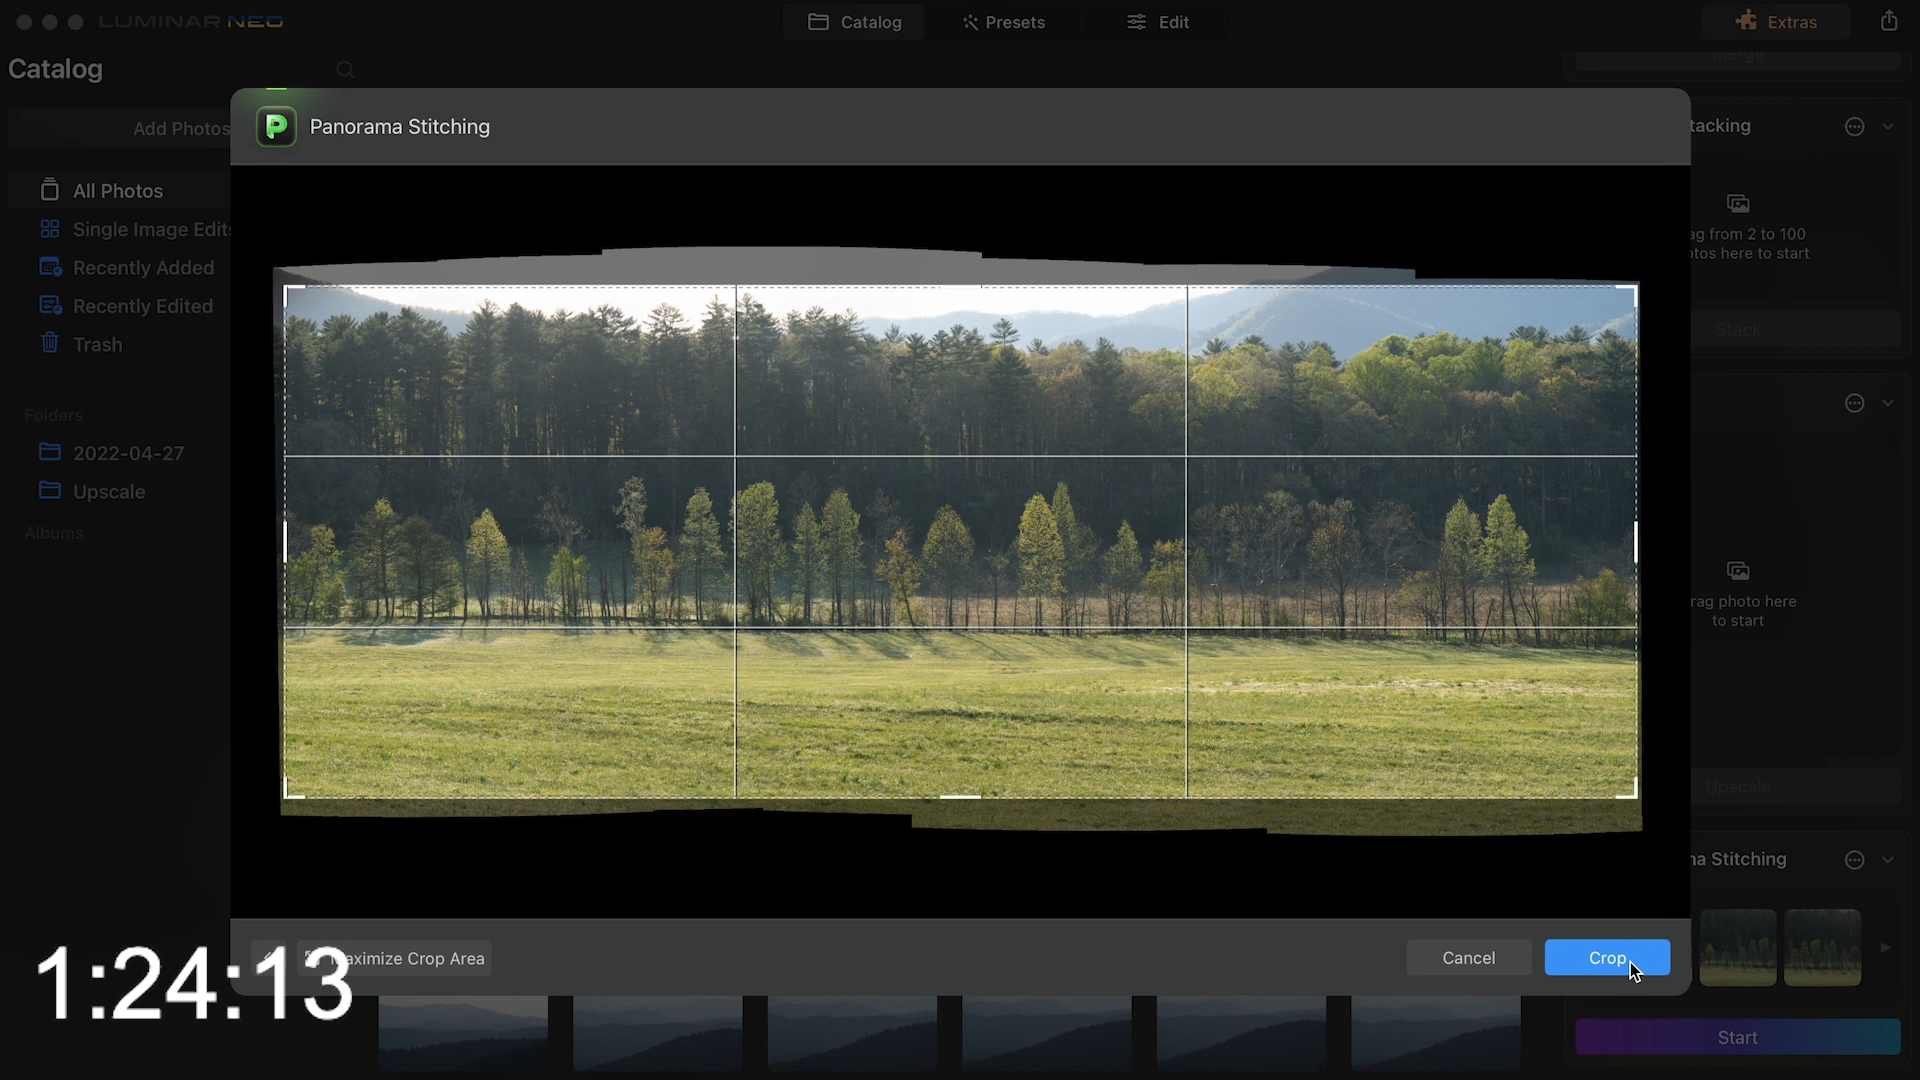 LUMINAR NEO
Catalog
Presets
Edit
Extras
Catalog
Merge
Add Photos
Panorama Stitching
tacking
All Photos
Single Image Edits
Recently Added
Recently Edited
Trash
ag from 2 to 100
otos here to start
Stack
Folders
2022-04-27
Upscale
Albums
rag photo here
to start
Upscale
na Stitching
aximize Crop Area
Cancel
Crop
1:24:13
Start